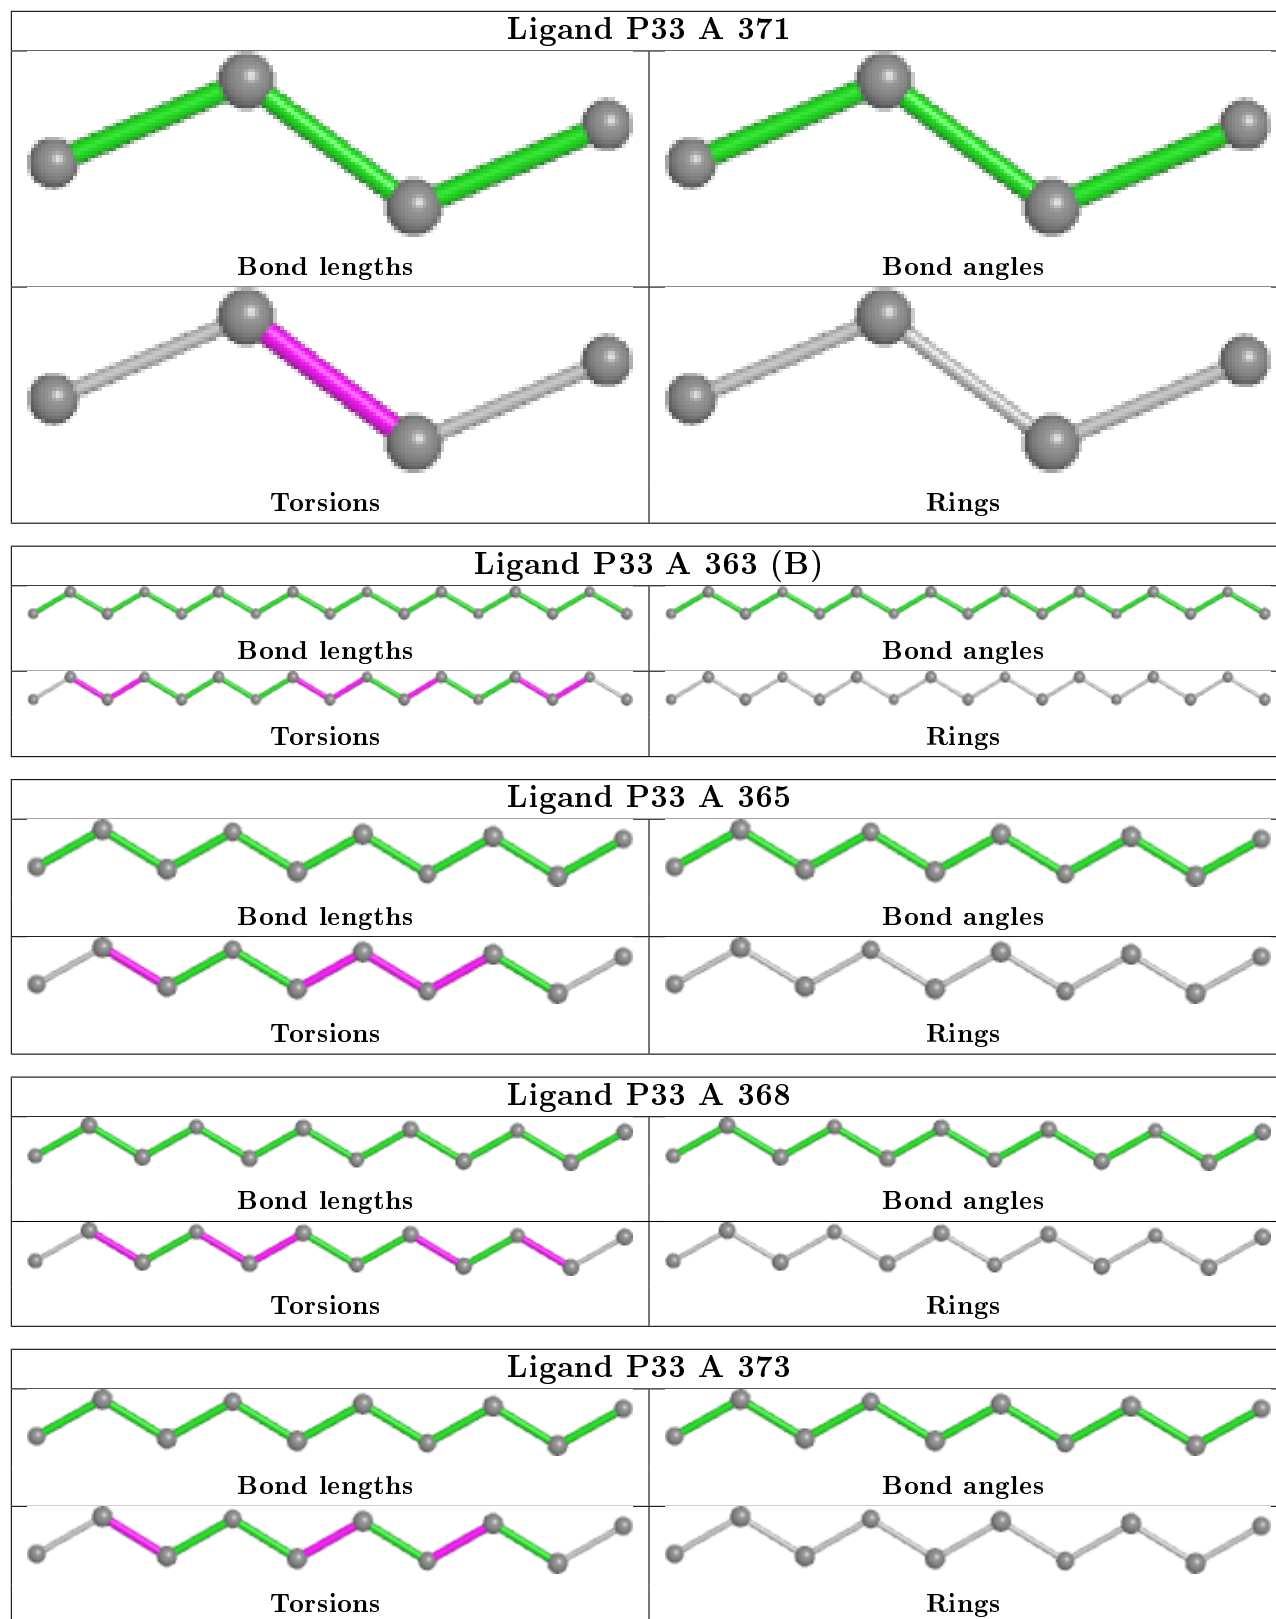 Ligand P33 A 371
Bond lengths Bond angles
Torsions Rings
Ligand P33 A 363 (B)
Bond lengths Bond angles
Torsions Rings
Ligand P33 A 365
Bond lengths Bond angles
Torsions Rings
Ligand P33 A 368
Bond lengths Bond angles
Torsions Rings
Ligand P33 A 373
Bond lengths Bond angles
Torsions Rings